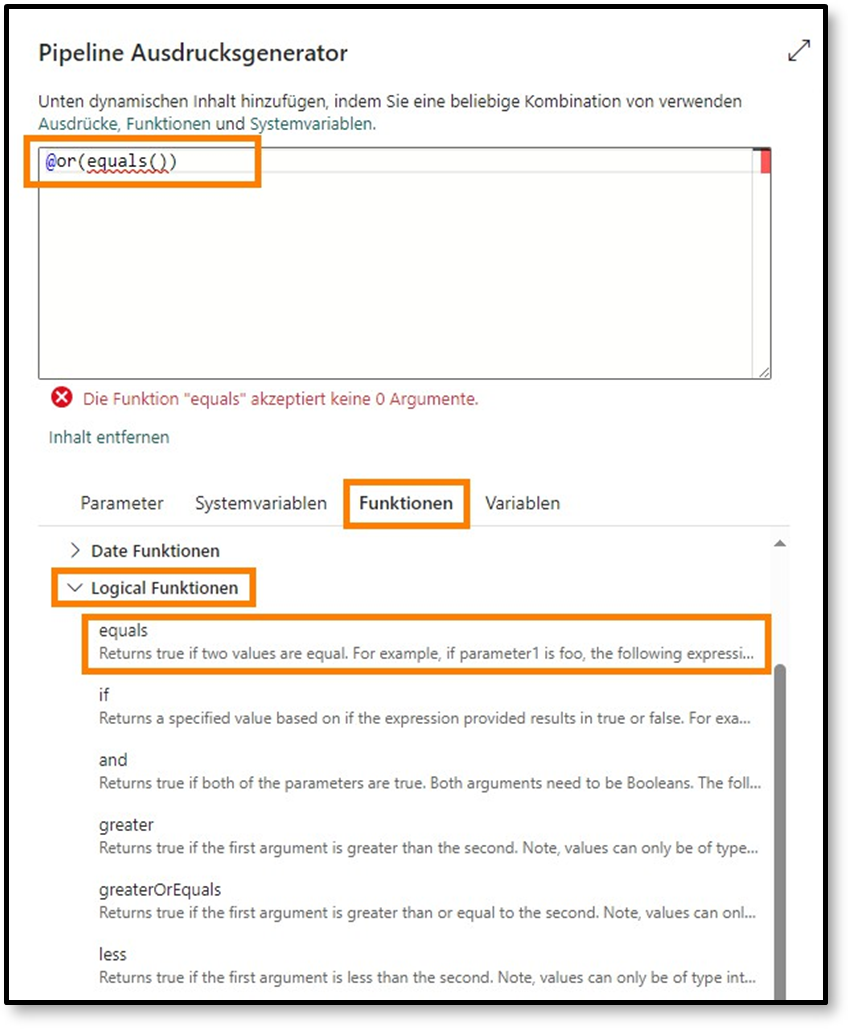 Pipeline Ausdrucksgenerator
Unten dynamischen Inhalt hinzufügen, indem Sie eine beliebige Kombination von verwenden
Ausdrücke, Funktionen und Systemvariablen.
@or(equals())
Die Funktion "equals" akzeptiert keine 0 Argumente.
Inhalt entfernen
Parameter Systemvariablen Funktionen Variablen
Date Funktionen
Logical Funktionen
equals
Returns true if two values are equal. For example, if parameter1 is foo, the following expressi...
if
Returns a specified value based on if the expression provided results in true or false. For exa...
and
Returns true if both of the parameters are true. Both arguments need to be Booleans. The foll...
greater
Returns true if the first argument is greater than the second. Note, values can only be of type...
greaterOrEquals
Returns true if the first argument is greater than or equal to the second. Note, values can onl...
less
Returns true if the first argument is less than the second. Note, values can only be of type int...